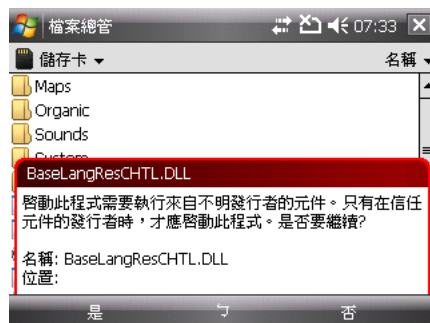 檔案總管
07:33
儲存卡
名稱
Maps
Organic
Sounds
BaseLangResCHTL.DLL
啟動此程式需要執行來自不明發行者的元件。只有在信任
元件的發行者時，才應啟動此程式。是否要繼續?
名稱: BaseLangResCHTL.DLL
位置:
是
ㄅ
否